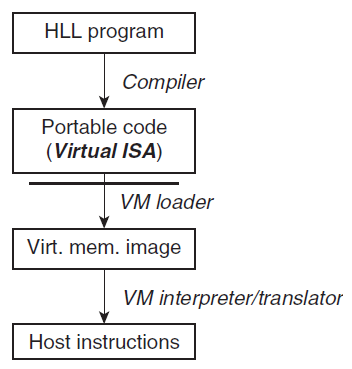 HLL program
Compiler
Portable code
(Virtual ISA)
VM loader
Virt. mem. image
VM interpreter/translator
Host instructions